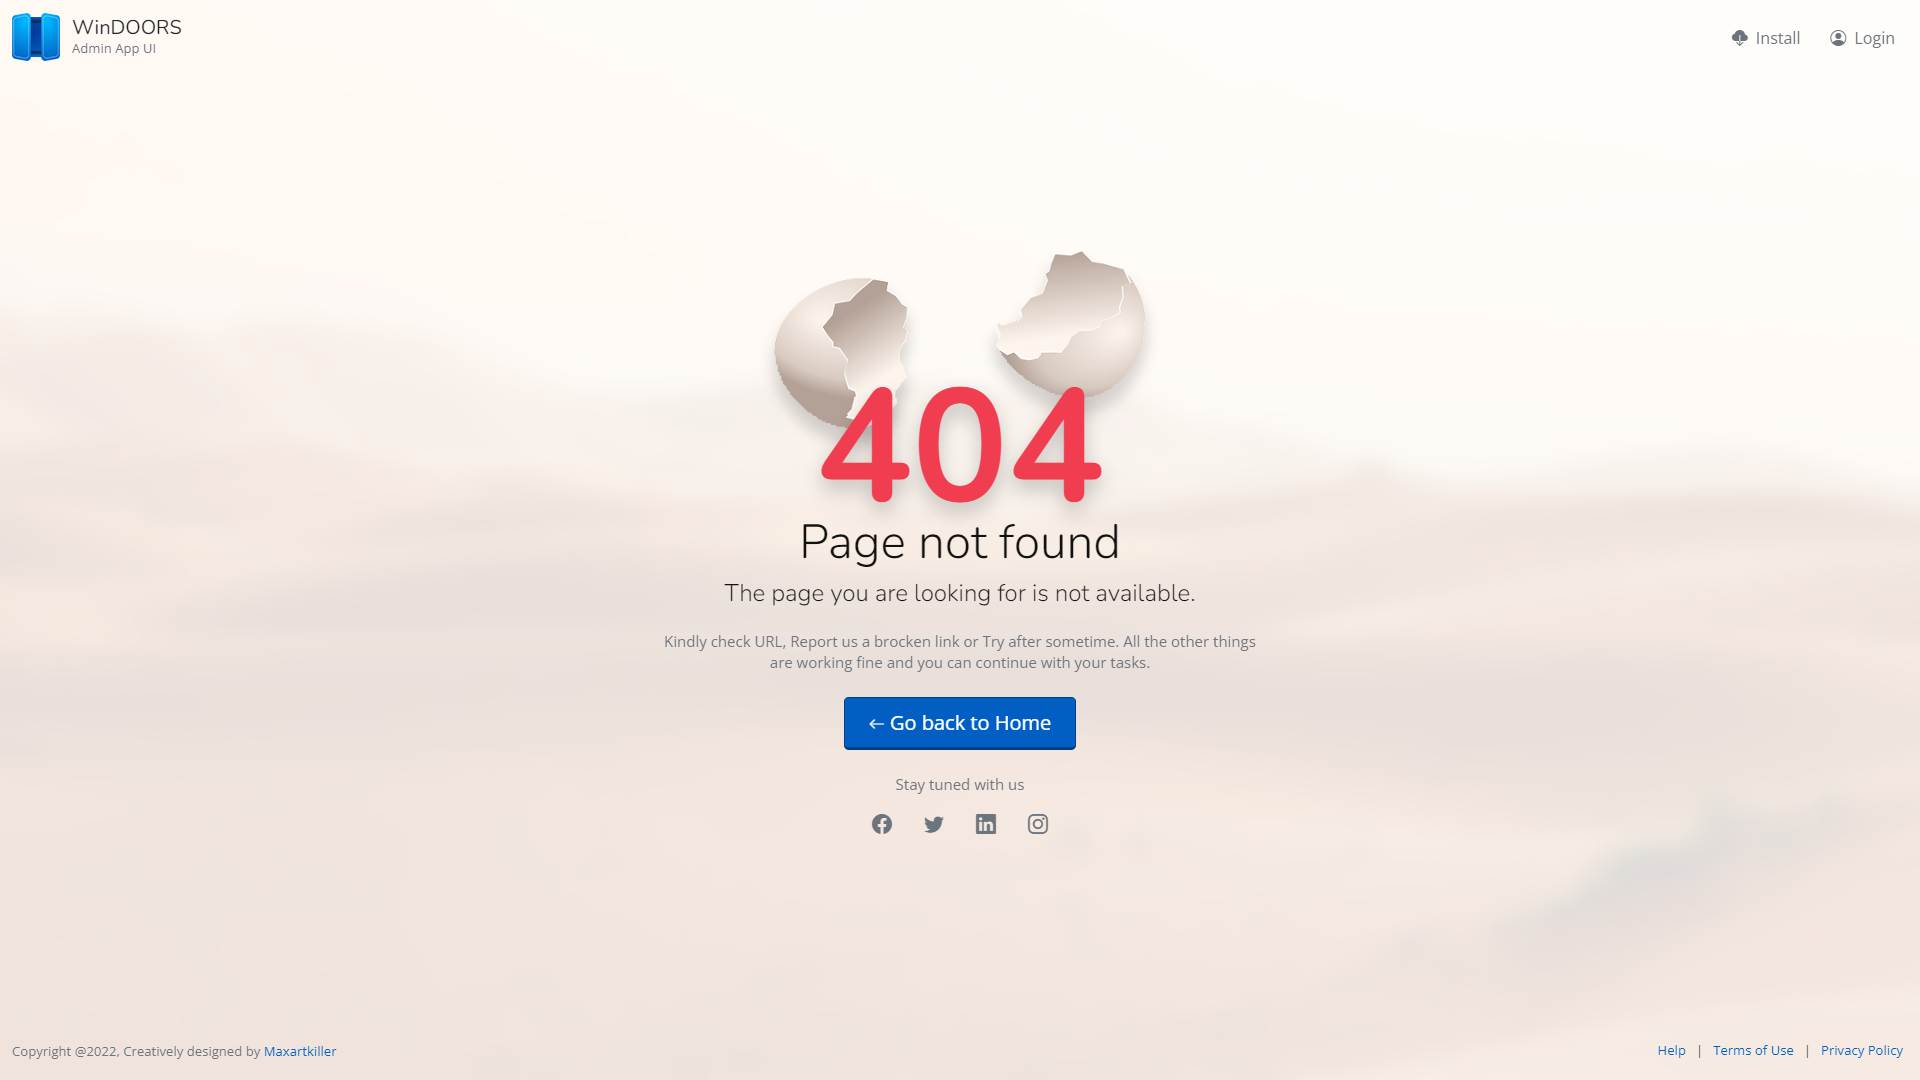 WinDOORS
Admin App UI
Install
Login
404
Page not found
The page you are looking for is not available.
Kindly check URL, Report us a brocken link or Try after sometime. All the other things
are working fine and you can continue with your tasks.
← Go back to Home
Stay tuned with us
Copyright @2022, Creatively designed by Maxartkiller
Help | Terms of Use | Privacy Policy